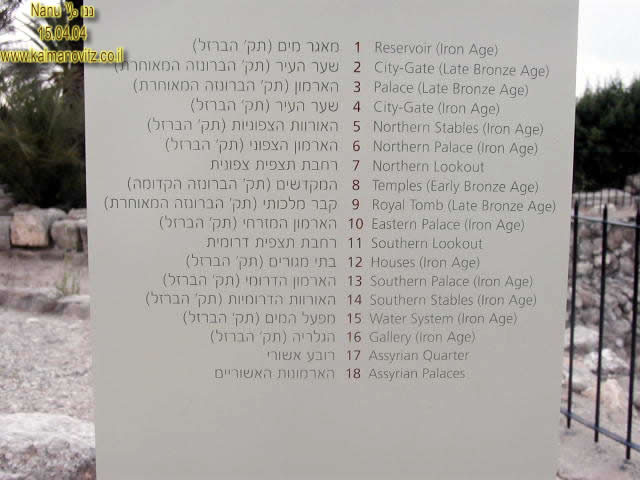 Nanu ננו
15.04.04
www.kalmanovitz.co.il
מאגר מים (תק' הברזל) 1 Reservoir (Iron Age)
שער העיר (תק' הברונזה המאוחרת) 2 City-Gate (Late Bronze Age)
הארמון (תק' הברונזה המאוחרת) 3 Palace (Late Bronze Age)
שער העיר (תק' הברזל) 4 City-Gate (Iron Age)
האורוות הצפוניות (תק' הברזל) 5 Northern Stables (Iron Age)
הארמון הצפוני (תק' הברזל) 6 Northern Palace (Iron Age)
רחבת תצפית צפונית 7 Northern Lookout
המקדשים (תק' הברונזה הקדומה) 8 Temples (Early Bronze Age)
קבר מלכותי (תק' הברונזה המאוחרת) 9 Royal Tomb (Late Bronze Age)
הארמון המזרחי (תק' הברזל) 10 Eastern Palace (Iron Age)
רחבת תצפית דרומית 11 Southern Lookout
בתי מגורים (תק' הברזל) 12 Houses (Iron Age)
הארמון הדרומי (תק' הברזל) 13 Southern Palace (Iron Age)
האורוות הדרומיות (תק' הברזל) 14 Southern Stables (Iron Age)
מפעל המים (תק' הברזל) 15 Water System (Iron Age)
הגלריה (תק' הברזל) 16 Gallery (Iron Age)
רובע אשורי 17 Assyrian Quarter
הארמונות האשוריים 18 Assyrian Palaces